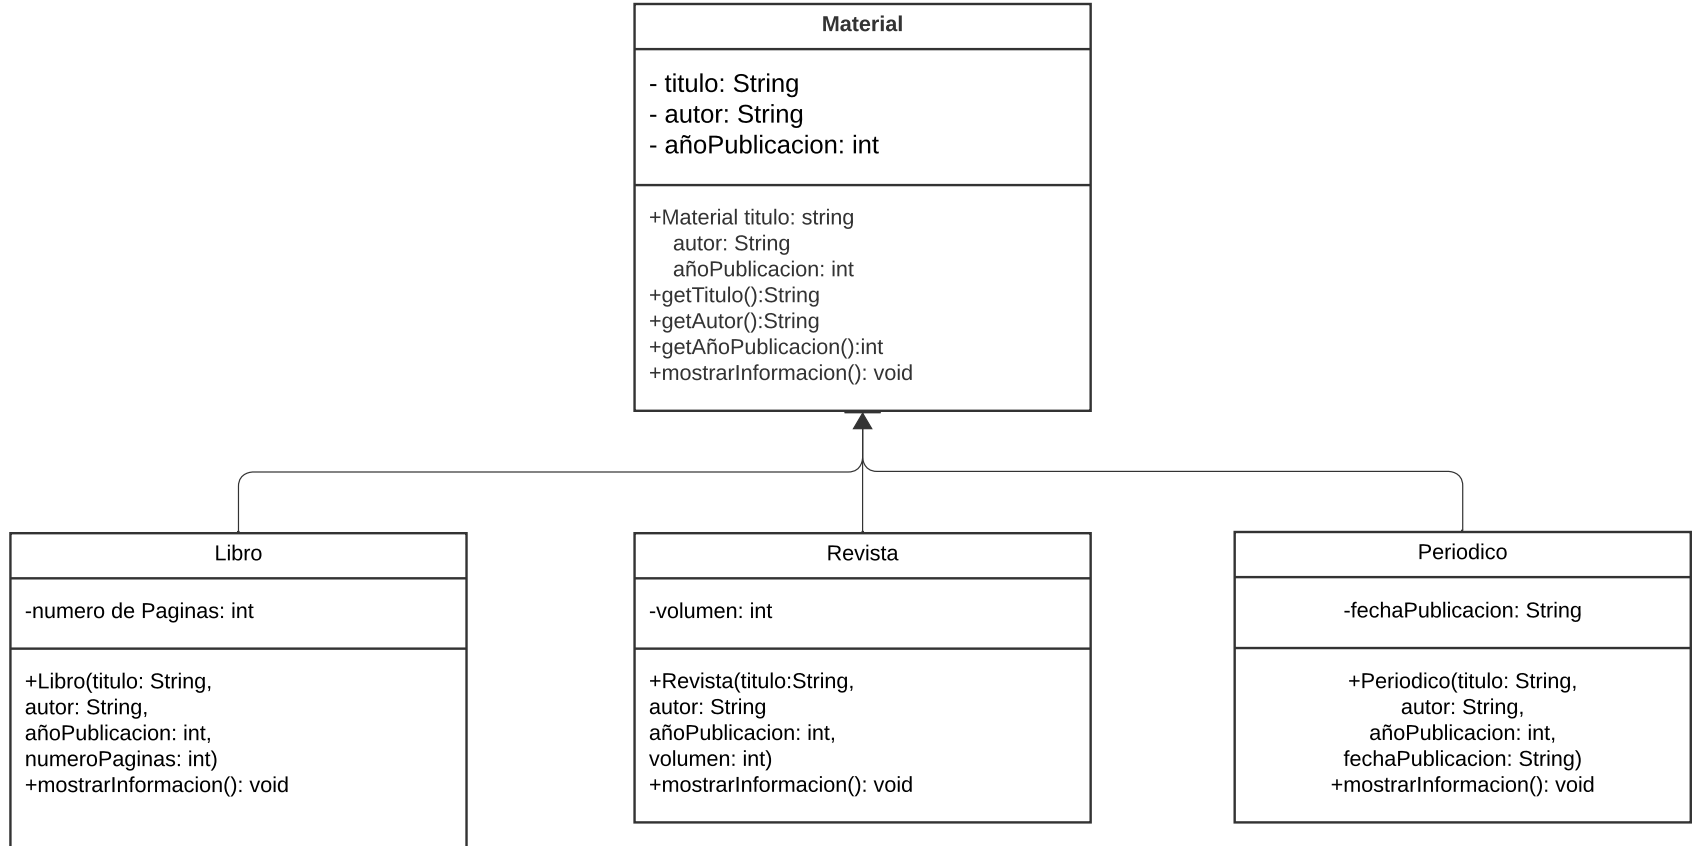 Material
- titulo: String
- autor: String
- añoPublicacion: int
+Material titulo: string
autor: String
añoPublicacion: int
+getTitulo():String
+getAutor():String
+getAñoPublicacion():int
+mostrarInformacion(): void
Libro
-numero de Paginas: int
+Libro(titulo: String,
autor: String,
añoPublicacion: int,
numeroPaginas: int)
+mostrarInformacion(): void
Revista
-volumen: int
+Revista(titulo:String,
autor: String
añoPublicacion: int,
volumen: int)
+mostrarInformacion(): void
Periodico
-fechaPublicacion: String
+Periodico(titulo: String,
autor: String,
añoPublicacion: int,
fechaPublicacion: String)
+mostrarInformacion(): void